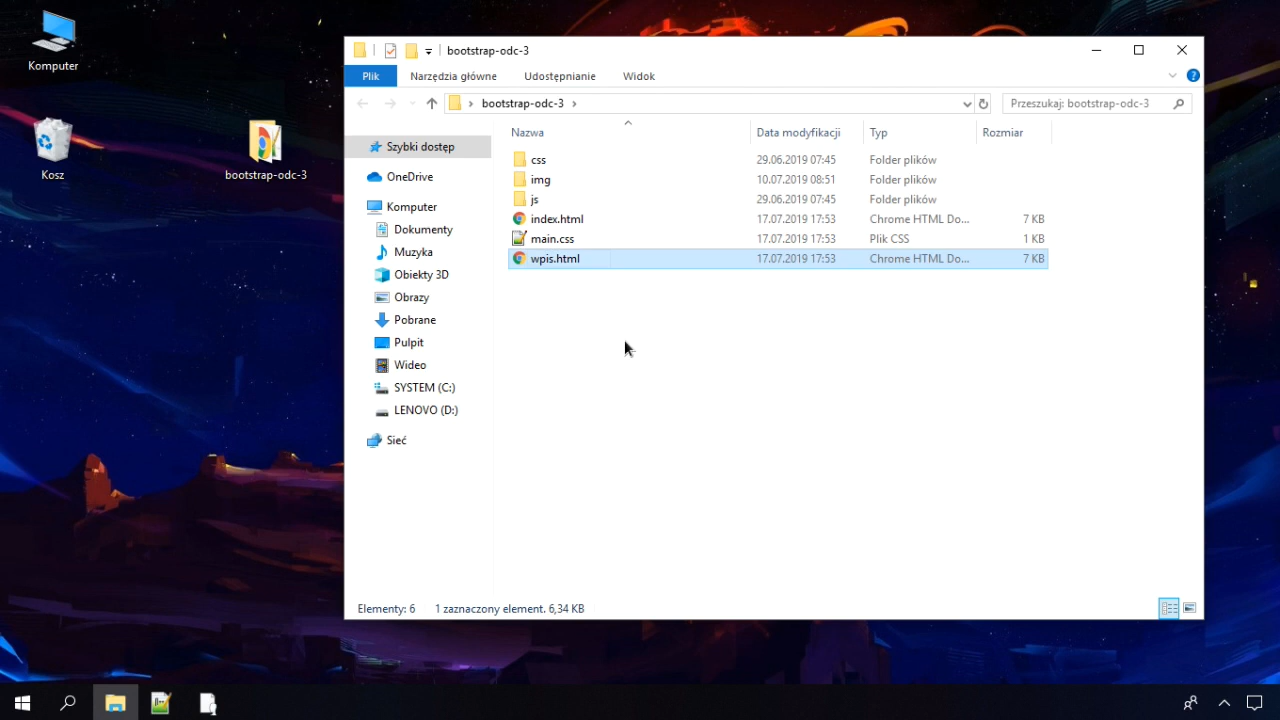 Komputer
Kosz
bootstrap-odc-3
bootstrap-odc-3
Plik Narzędzia główne Udostępnianie Widok
bootstrap-odc-3
Przeszukaj: bootstrap-odc-3
Szybki dostęp
OneDrive
Komputer
Dokumenty
Muzyka
Obiekty 3D
Obrazy
Pobrane
Pulpit
Wideo
SYSTEM (C:)
LENOVO (D:)
Sieć
Nazwa Data modyfikacji Typ Rozmiar
css 29.06.2019 07:45 Folder plików
img 10.07.2019 08:51 Folder plików
js 29.06.2019 07:45 Folder plików
index.html 17.07.2019 17:53 Chrome HTML Do... 7 KB
main.css 17.07.2019 17:53 Plik CSS 1 KB
wpis.html 17.07.2019 17:53 Chrome HTML Do... 7 KB
Elementy: 6 1 zaznaczony element. 6,34 KB